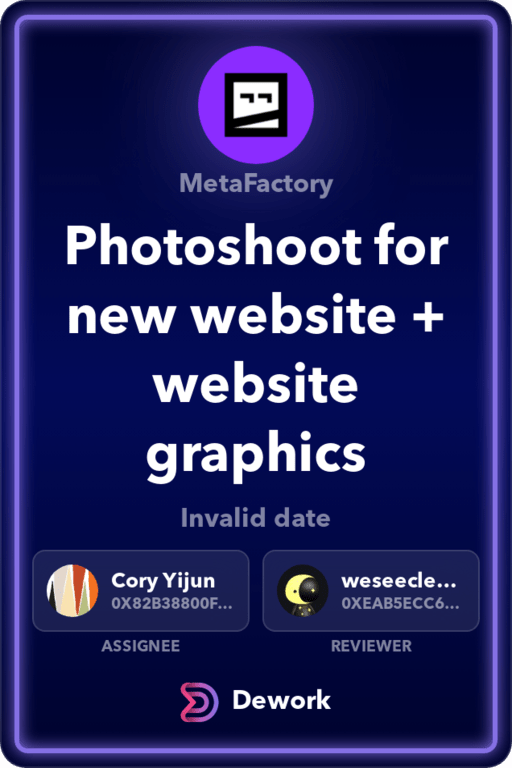 MetaFactory
Photoshoot for
new website +
website
graphics
Invalid date
Cory Yijun
0X82B38800F...
ASSIGNEE
weseecle...
0XEAB5ECC6...
REVIEWER
Dework